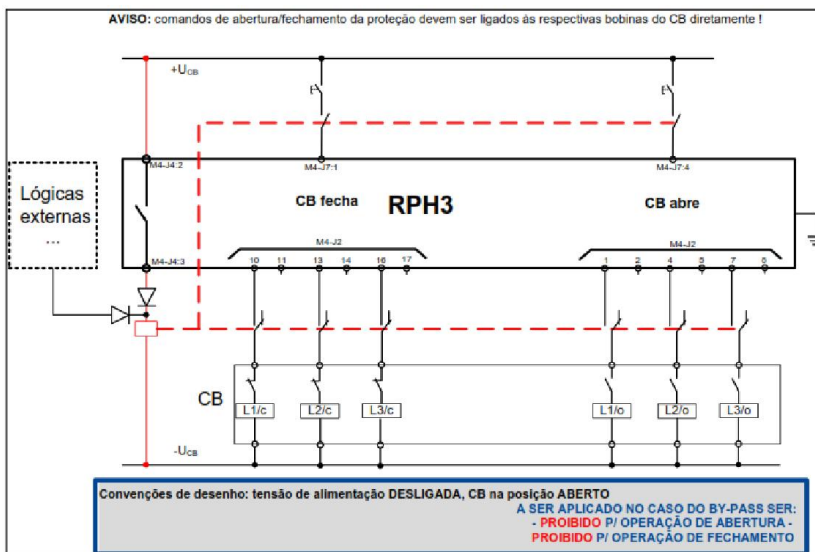 AVISO: comandos de abertura/fechamento da proteção devem ser ligados às respectivas bobinas do CB diretamente !
+UCB
M4-J4:2
M4-J7:1
M4-J7:4
Lógicas
externas
...
CB fecha
RPH3
CB abre
M4-J2
M4-J2
M4-J4:3
10 11 13 14 16 17
1 2 4 5 7 8
CB
L1/c
L2/c
L3/c
L1/o
L2/o
L3/o
-UCB
Convenções de desenho: tensão de alimentação DESLIGADA, CB na posição ABERTO
A SER APLICADO NO CASO DO BY-PASS SER:
- PROIBIDO P/ OPERAÇÃO DE ABERTURA -
PROIBIDO P/ OPERAÇÃO DE FECHAMENTO